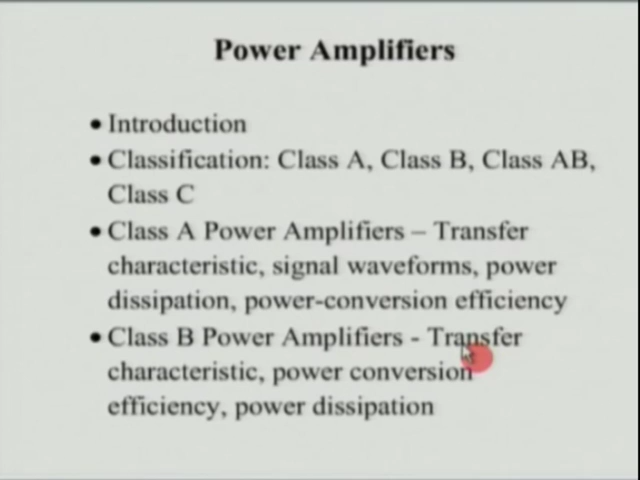 Power Amplifiers
• Introduction
• Classification: Class A, Class B, Class AB,
Class C
• Class A Power Amplifiers – Transfer
characteristic, signal waveforms, power
dissipation, power-conversion efficiency
• Class B Power Amplifiers - Transfer
characteristic, power conversion
efficiency, power dissipation